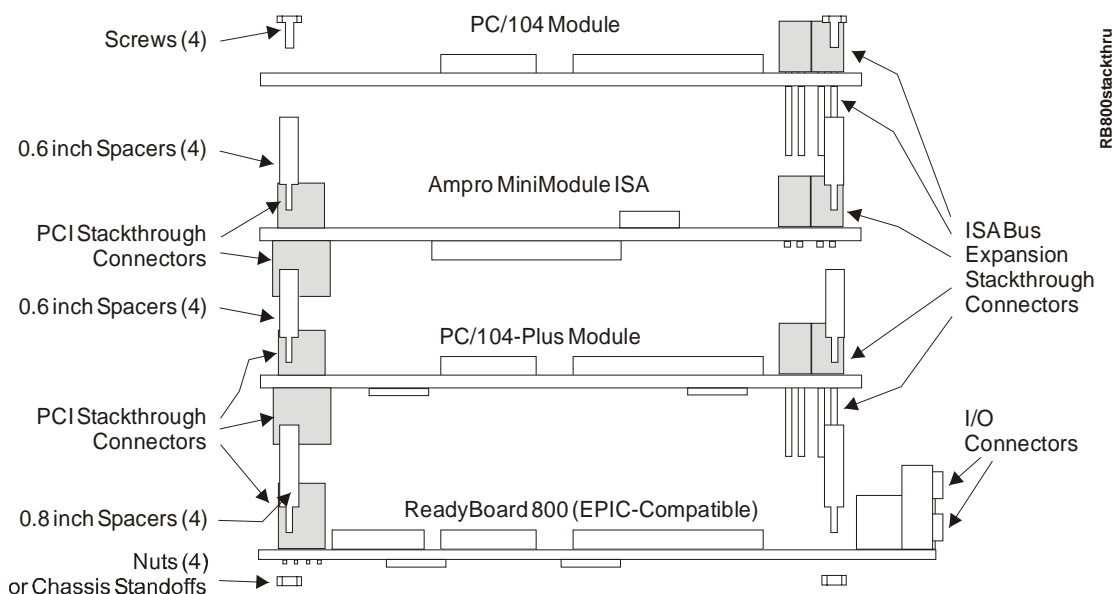 Screws (4)
PC/104 Module
RB800stackthru
0.6 inch Spacers (4)
Ampro MiniModule ISA
PCI Stackthrough
Connectors
ISA Bus
Expansion
Stackthrough
Connectors
0.6 inch Spacers (4)
PC/104-Plus Module
PCI Stackthrough
Connectors
I/O
Connectors
0.8 inch Spacers (4)
ReadyBoard 800 (EPIC-Compatible)
Nuts (4)
or Chassis Standoffs